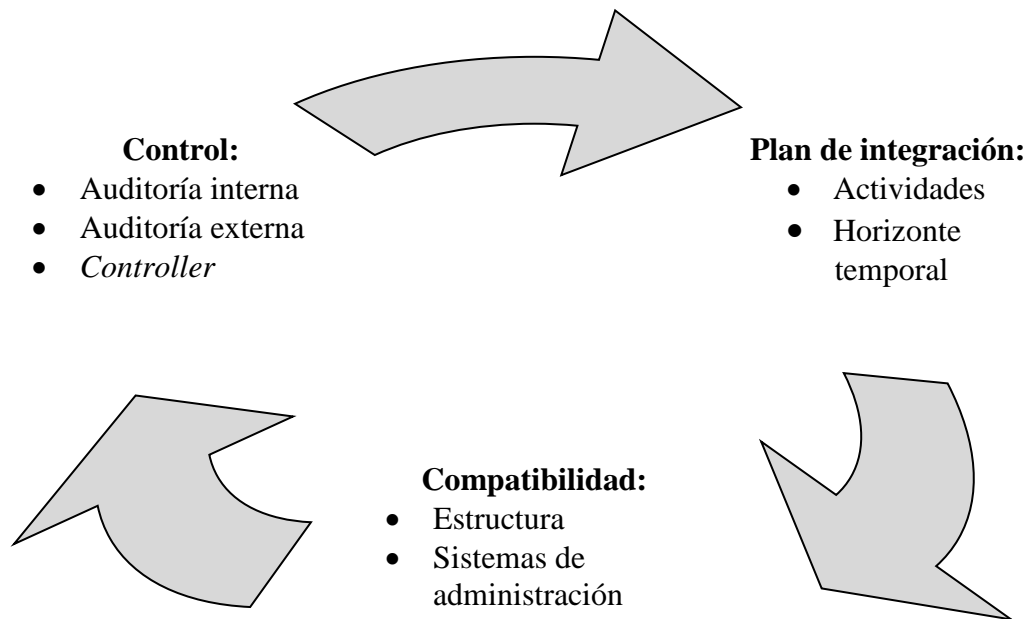 Control:
• Auditoría interna
• Auditoría externa
• Controller
Plan de integración:
• Actividades
• Horizonte
temporal
Compatibilidad:
• Estructura
• Sistemas de
administración